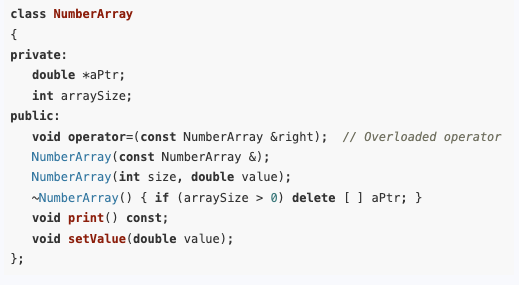 class NumberArray
{
private:
   double *aPtr;
   int arraySize;
public:
   void operator=(const NumberArray &right);  // Overloaded operator
   NumberArray(const NumberArray &);
   NumberArray(int size, double value);
   ~NumberArray() { if (arraySize > 0) delete [ ] aPtr; }
   void print() const;
   void setValue(double value);
};